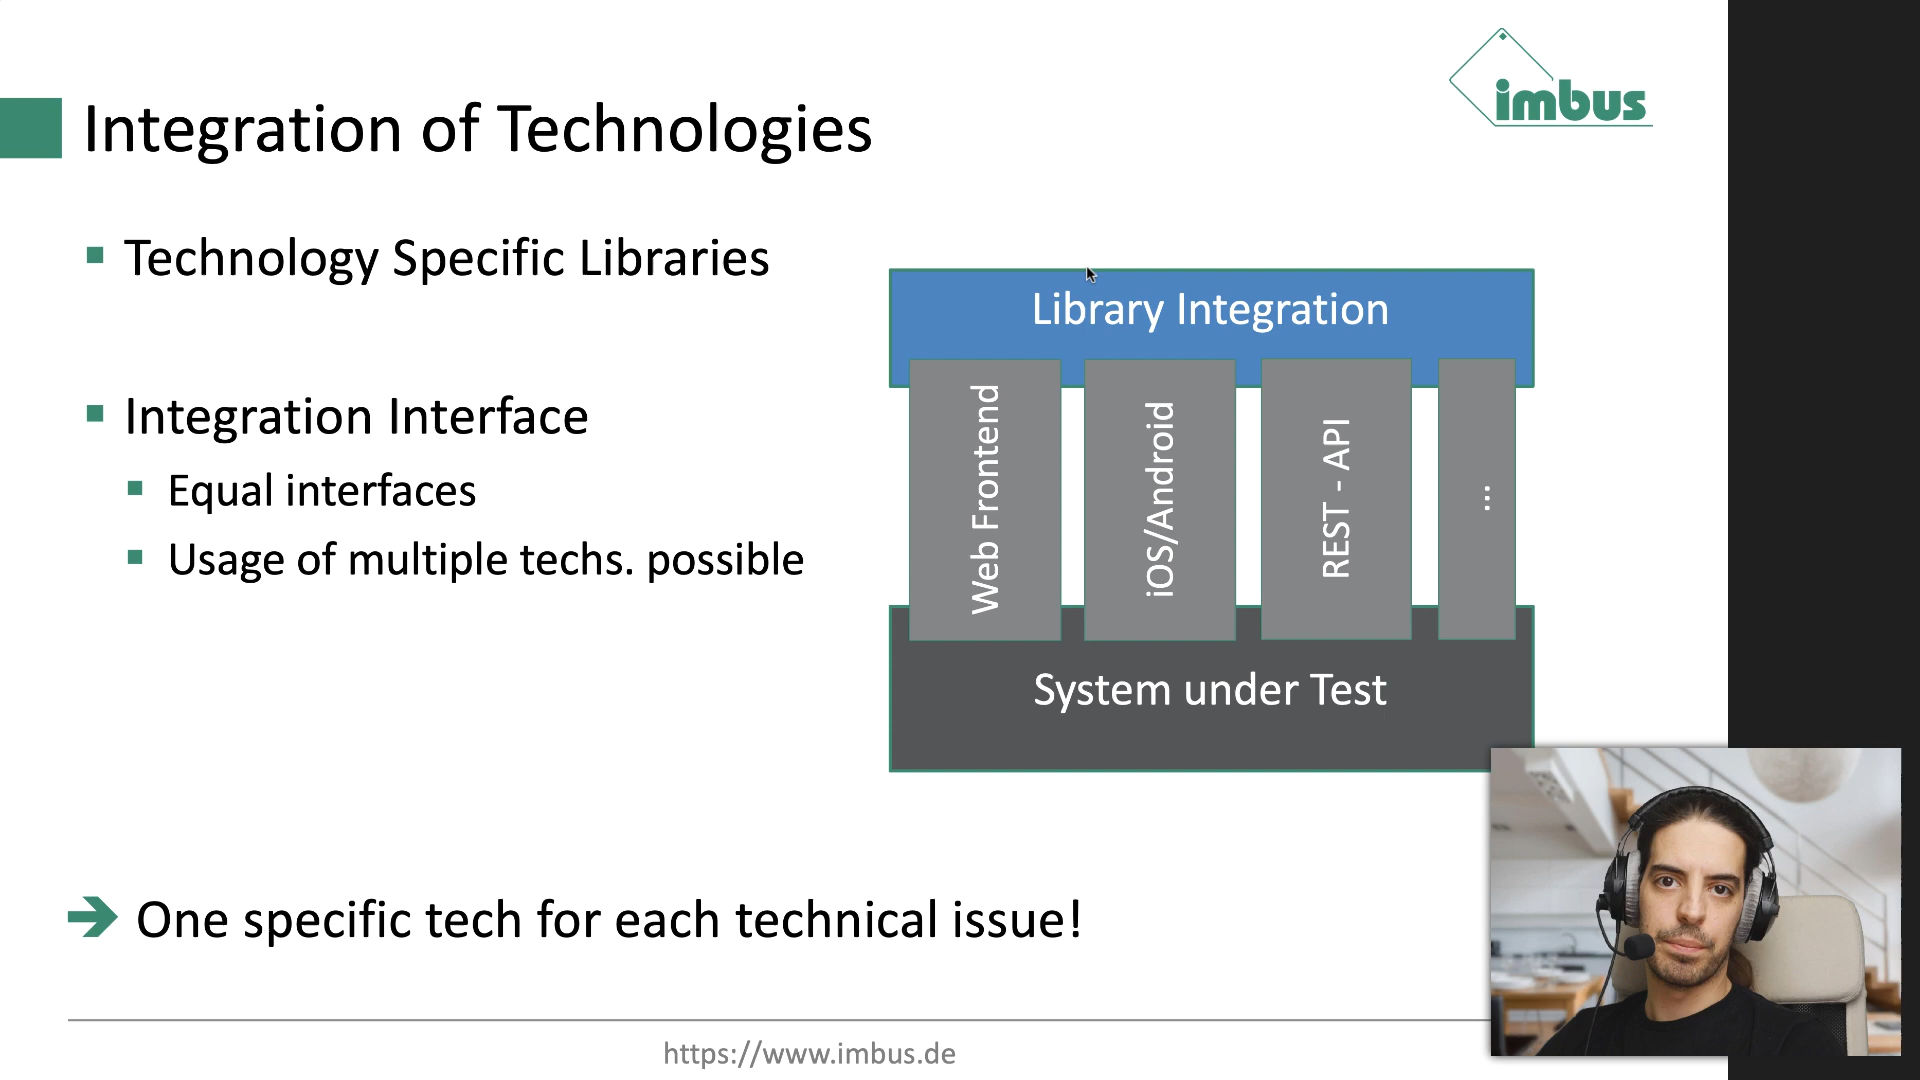 imbus
Integration of Technologies
Technology Specific Libraries
Integration Interface
Equal interfaces
Usage of multiple techs. possible
Library Integration
Web Frontend
iOS/Android
REST - API
...
System under Test
One specific tech for each technical issue!
https://www.imbus.de